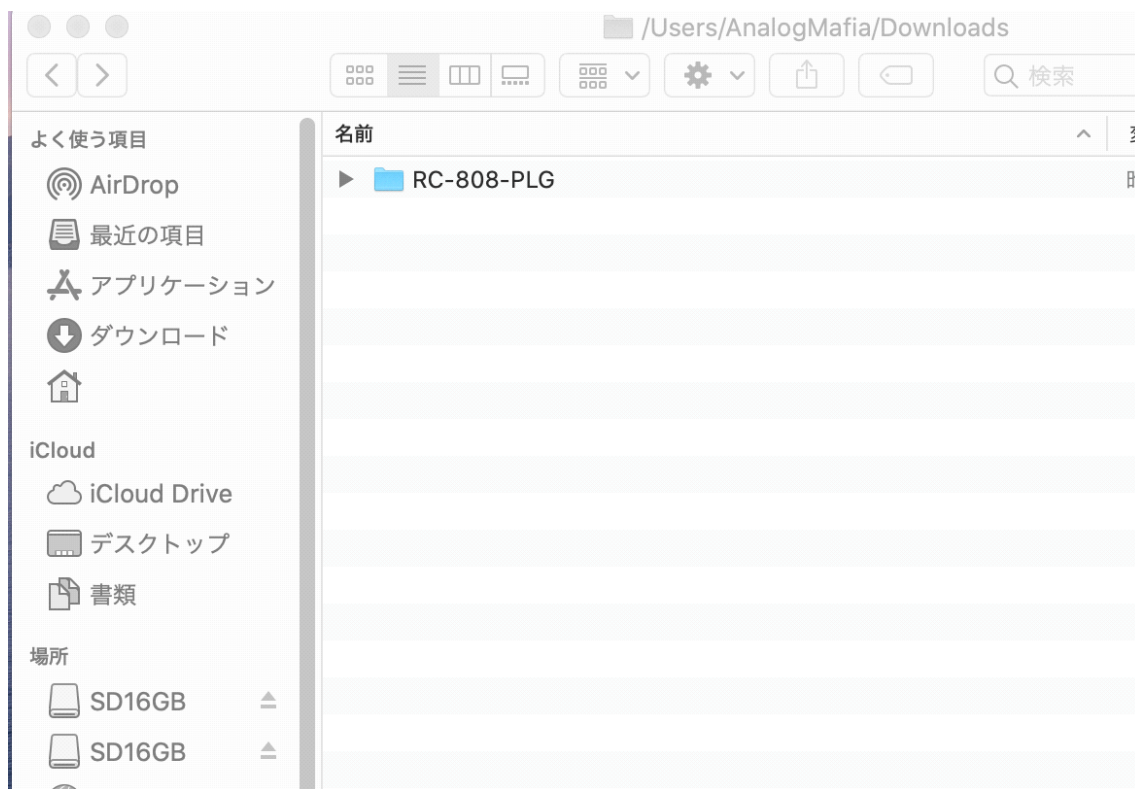 /Users/AnalogMafia/Downloads
検索
よく使う項目
AirDrop
最近の項目
アプリケーション
ダウンロード
iCloud
iCloud Drive
デスクトップ
書類
場所
SD16GB
SD16GB
名前
RC-808-PLG